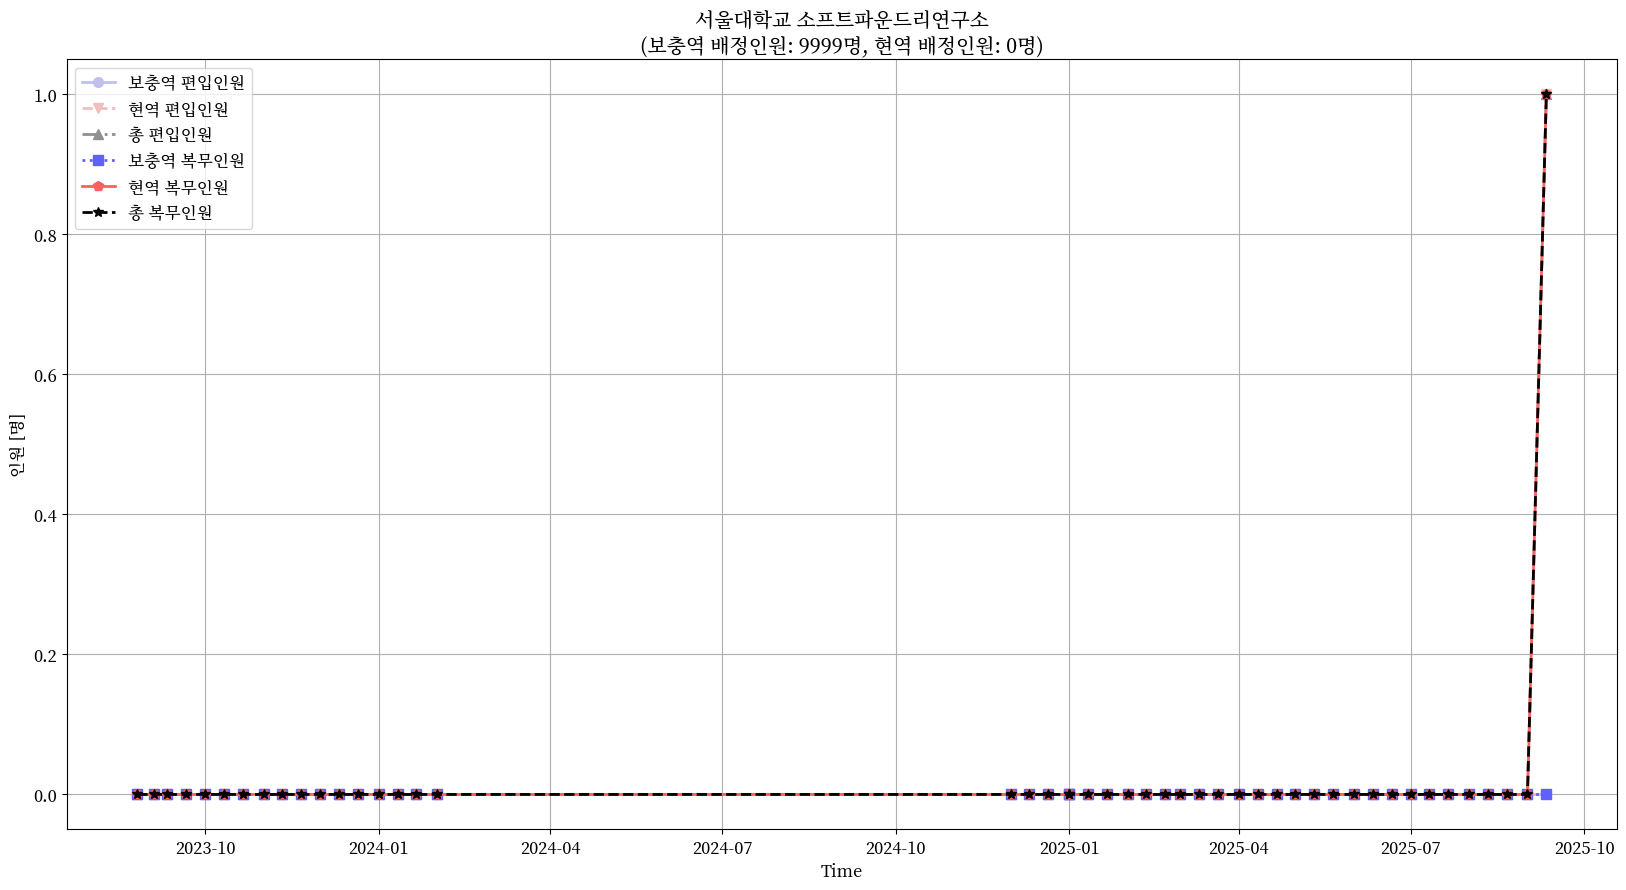 서울대학교 소프트파운드리연구소
(보충역 배정인원: 9999명, 현역 배정인원: 0명)
보충역 편입인원
현역 편입인원
총 편입인원
보충역 복무인원
현역 복무인원
총 복무인원
1.0
0.8
0.6
0.4
0.2
0.0
인원 [명]
2023-10
2024-01
2024-04
2024-07
2024-10
2025-01
2025-04
2025-07
2025-10
Time